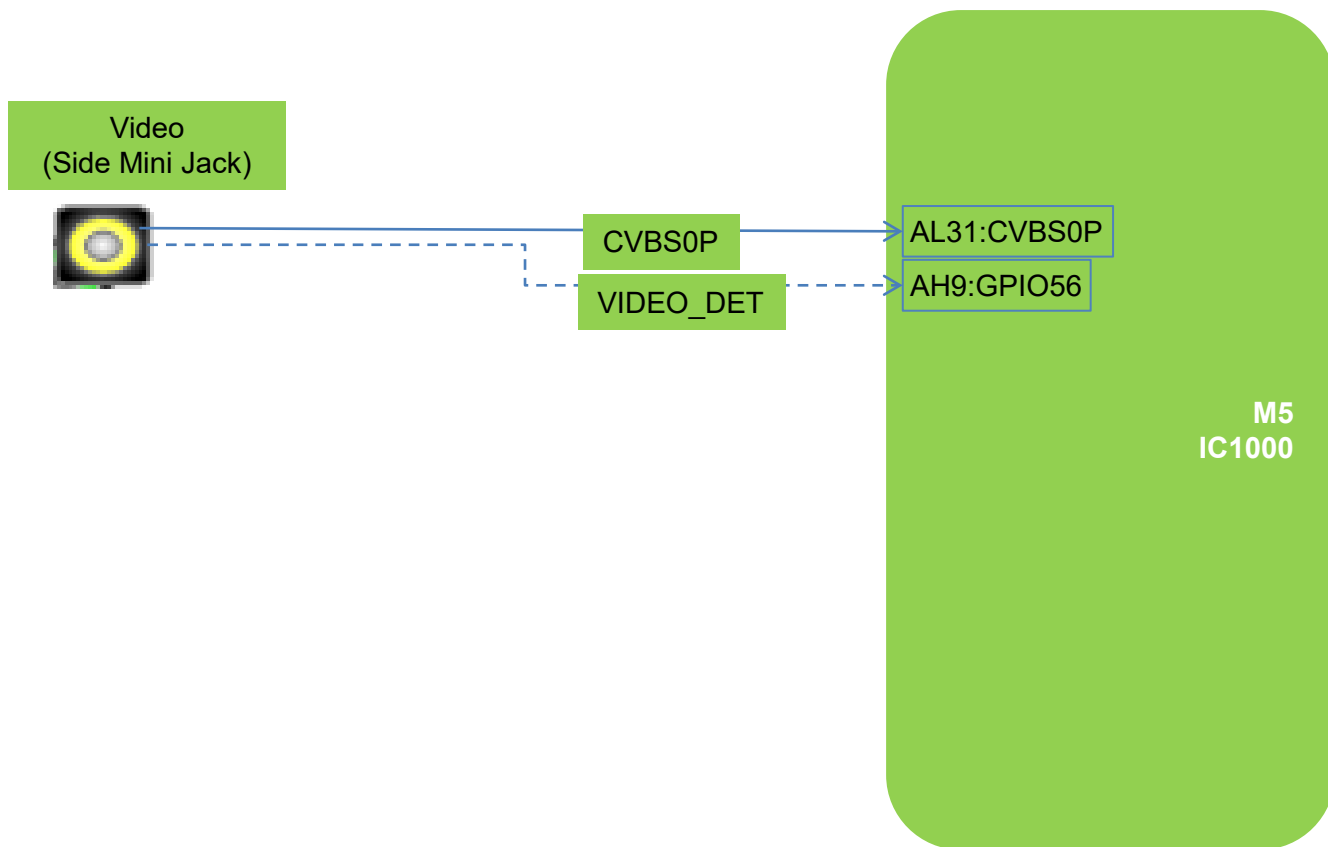 Video
(Side Mini Jack)
CVBS0P
AL31:CVBS0P
VIDEO_DET
AH9:GPIO56
M5
IC1000